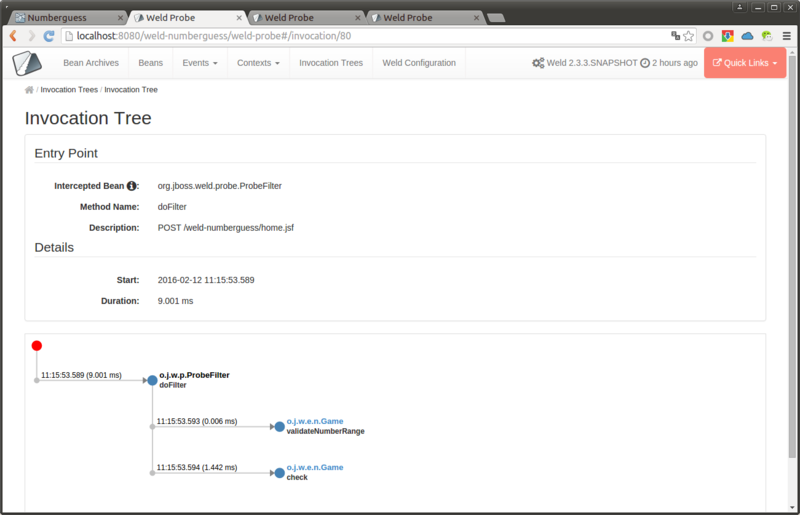 Numberguess Weld Probe Weld Probe Weld Probe
localhost:8080/weld-numberguess/weld-probe#/invocation/80
Bean Archives Beans Events Contexts Invocation Trees Weld Configuration Weld 2.3.3.SNAPSHOT 2 hours ago Quick Links
/ Invocation Trees / Invocation Tree
Invocation Tree
Entry Point
Intercepted Bean : org.jboss.weld.probe.ProbeFilter
Method Name: doFilter
Description: POST /weld-numberguess/home.jsf
Details
Start: 2016-02-12 11:15:53.589
Duration: 9.001 ms
11:15:53.589 (9.001 ms) o.j.w.p.ProbeFilter
doFilter
11:15:53.593 (0.006 ms) o.j.w.e.n.Game
validateNumberRange
11:15:53.594 (1.442 ms) o.j.w.e.n.Game
check